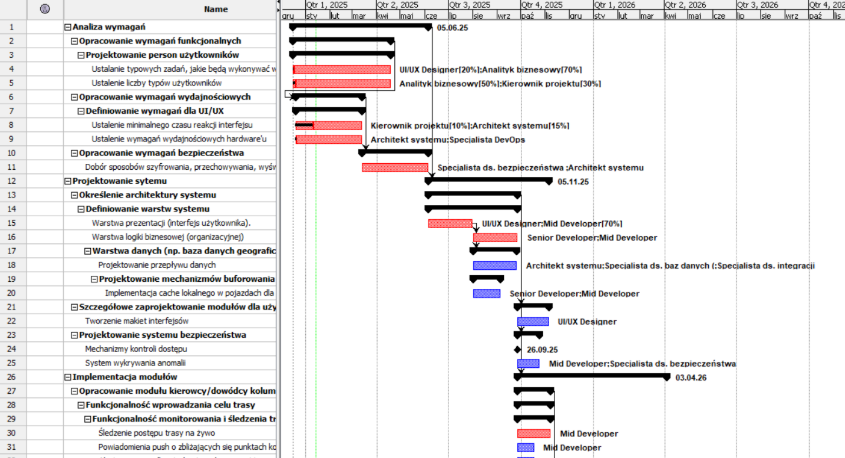 Name
Qtr 1, 2025 Qtr 2, 2025 Qtr 3, 2025 Qtr 4, 2025 Qtr 1, 2026 Qtr 2, 2026 Qtr 3, 2026 Qtr 4, 2026
gru sty lut mar kwi maj cze lip sie wrz paź lis gru sty lut mar kwi maj cze lip sie wrz paź lis
1 Analiza wymagań 05.06.25
2 Opracowanie wymagań funkcjonalnych
3 Projektowanie person użytkowników
4 Ustalanie typowych zadań, jakie będą wykonywać w UI/UX Designer[20%];Analityk biznesowy[70%]
5 Ustalenie liczby typów użytkowników Analityk biznesowy[50%];Kierownik projektu[30%]
6 Opracowanie wymagań wydajnościowych
7 Definiowanie wymagań dla UI/UX
8 Ustalenie minimalnego czasu reakcji interfejsu Kierownik projektu[10%];Architekt systemu[15%]
9 Ustalenie wymagań wydajnościowych hardware'u Architekt systemu;Specjalista DevOps
10 Opracowanie wymagań bezpieczeństwa
11 Dobór sposobów szyfrowania, przechowywania, wyśw Specjalista ds. bezpieczeństwa ;Architekt systemu
12 Projektowanie sytemu 05.11.25
13 Określenie architektury systemu
14 Definiowanie warstw systemu
15 Warstwa prezentacji (interfejs użytkownika). UI/UX Designer;Mid Developer[70%]
16 Warstwa logiki biznesowej (organizacyjnej) Senior Developer;Mid Developer
17 Warstwa danych (np. baza danych geografic
18 Projektowanie przepływu danych Architekt systemu;Specjalista ds. baz danych (;Specjalista ds. integracji
19 Projektowanie mechanizmów buforowania
20 Implementacja cache lokalnego w pojazdach dla Senior Developer;Mid Developer
21 Szczegółowe zaprojektowanie modułów dla uży
22 Tworzenie makiet interfejsów UI/UX Designer
23 Projektowanie systemu bezpieczeństwa
24 Mechanizmy kontroli dostępu 26.09.25
25 System wykrywania anomalii Mid Developer;Specjalista ds. bezpieczeństwa
26 Implementacja modułów 03.04.26
27 Opracowanie modułu kierowcy/dowódcy kolum
28 Funkcjonalność wprowadzania celu trasy
29 Funkcjonalność monitorowania i śledzenia tr
30 Śledzenie postępu trasy na żywo Mid Developer
31 Powiadomienia push o zbliżających się punktach ko Mid Developer